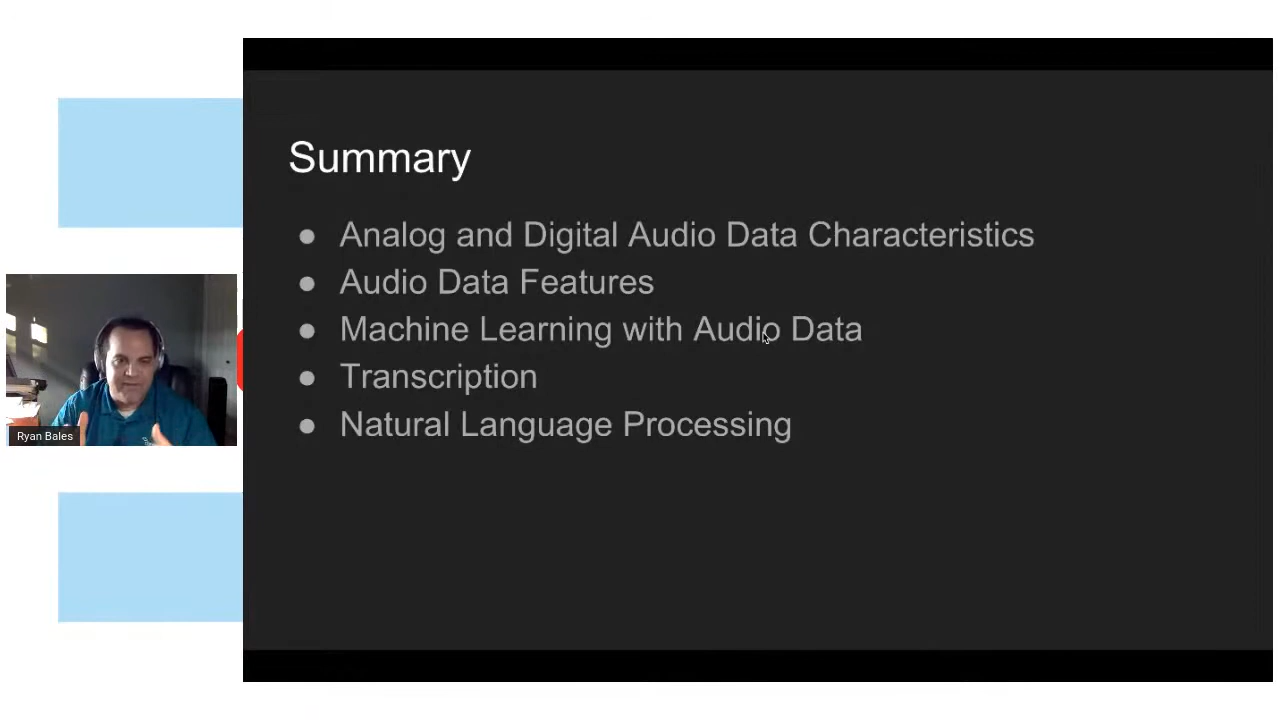 Summary
● Analog and Digital Audio Data Characteristics
● Audio Data Features
● Machine Learning with Audio Data
● Transcription
● Natural Language Processing
Ryan Bales